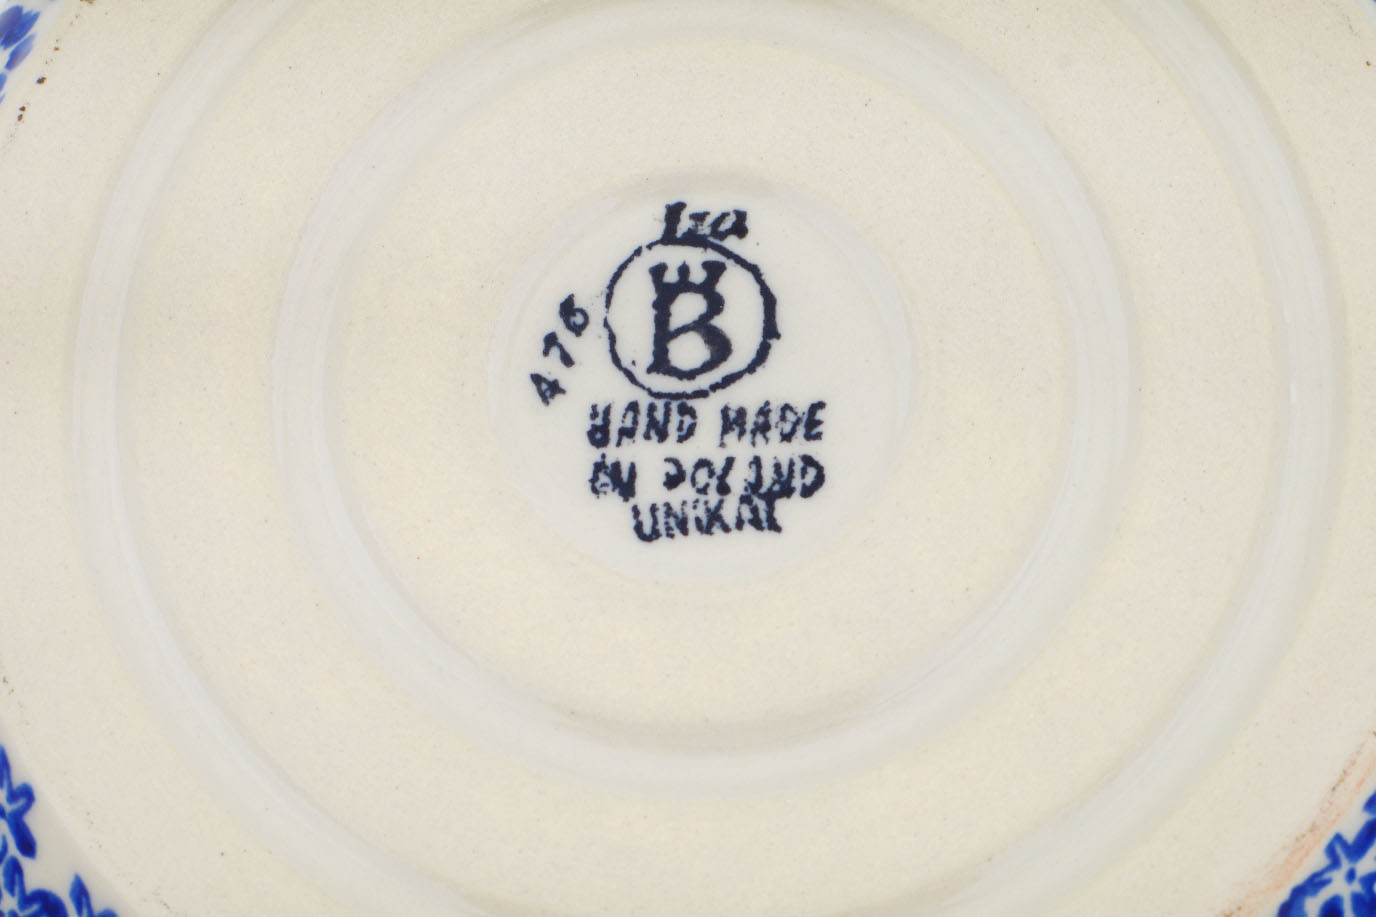 Iza
B
476
HAND MADE
IN POLAND
UNIKAT